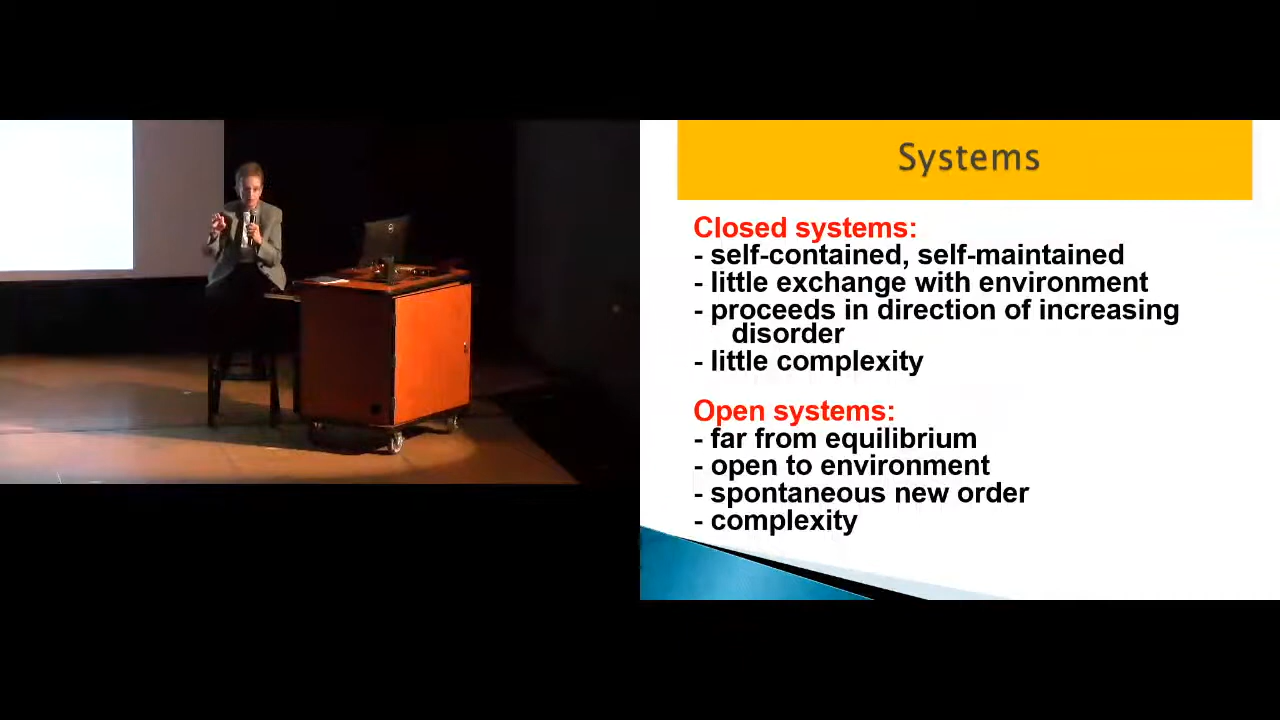 Systems
Closed systems:
- self-contained, self-maintained
- little exchange with environment
- proceeds in direction of increasing
disorder
- little complexity
Open systems:
- far from equilibrium
- open to environment
- spontaneous new order
- complexity